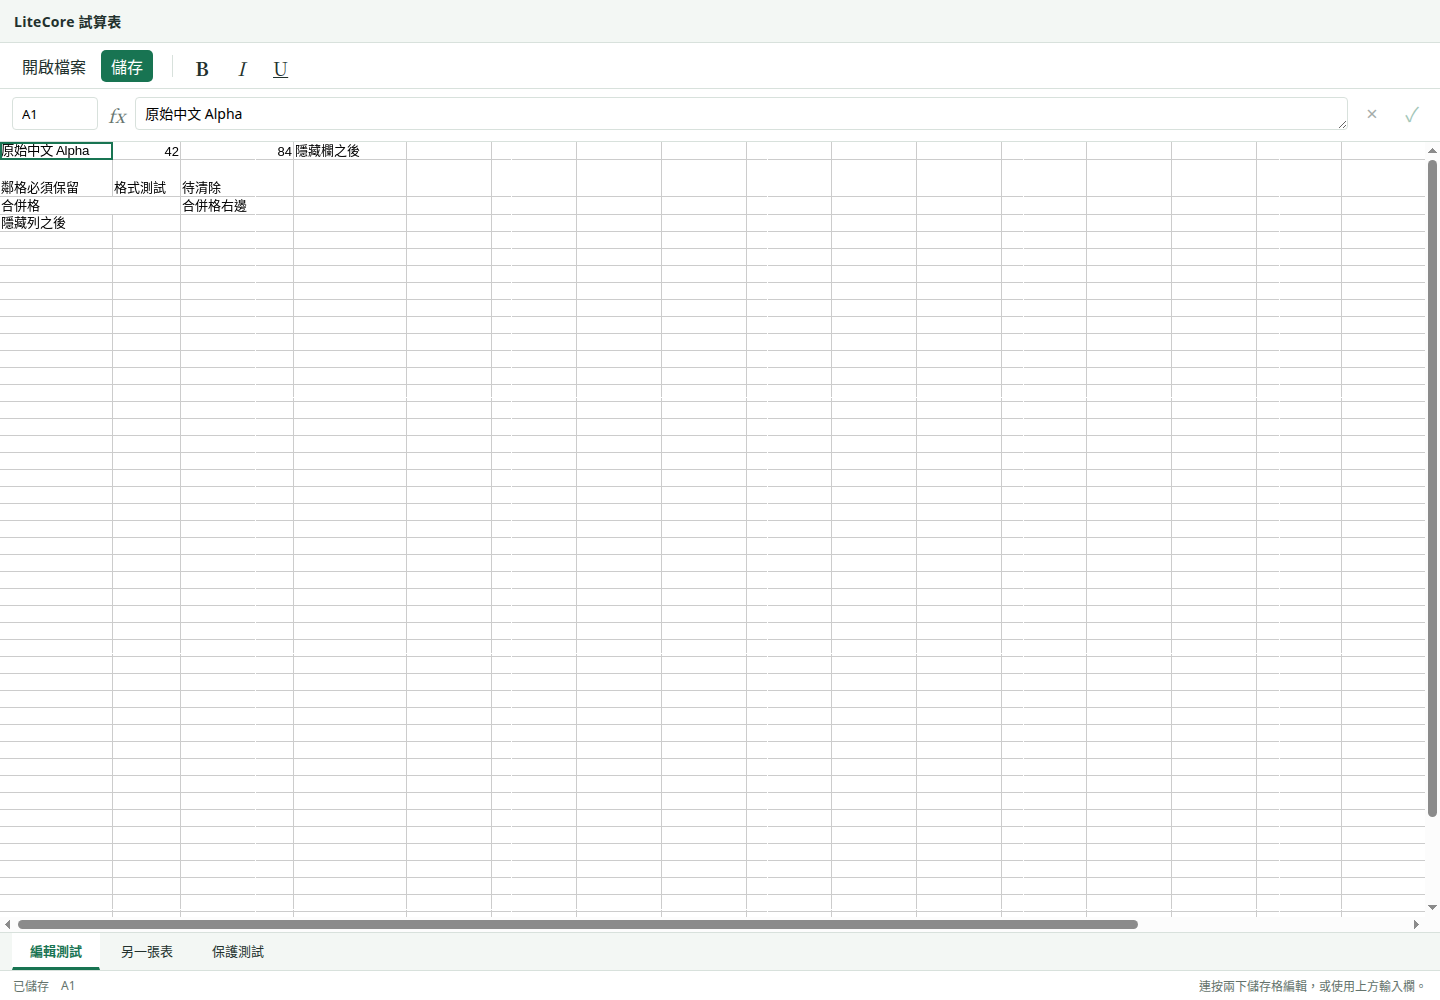 LiteCore 試算表
開啟檔案 儲存 B I U
A1 fx 原始中文 Alpha × ✓
原始中文 Alpha 42 84 隱藏欄之後
鄰格必須保留 格式測試 待清除
合併格 合併格右邊
隱藏列之後
編輯測試 另一張表 保護測試
已儲存 A1 連按兩下儲存格編輯，或使用上方輸入欄。